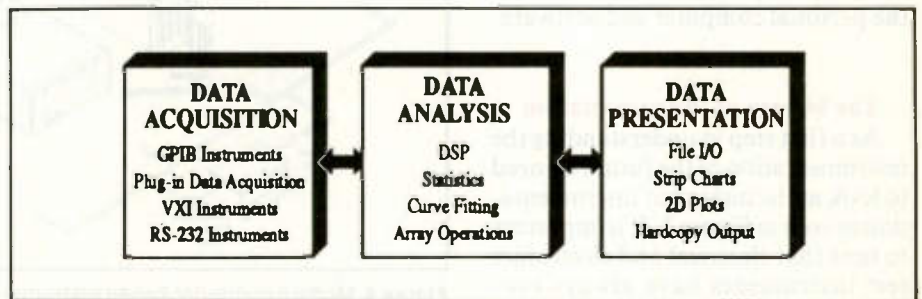 DATA
ACQUISITION
GPIB Instruments
Plug-in Data Acquisition
VXI Instruments
RS-232 Instruments
DATA
ANALYSIS
DSP
Statistics
Curve Fitting
Array Operations
DATA
PRESENTATION
File I/O
Strip Charts
2D Plots
Hardcopy Output